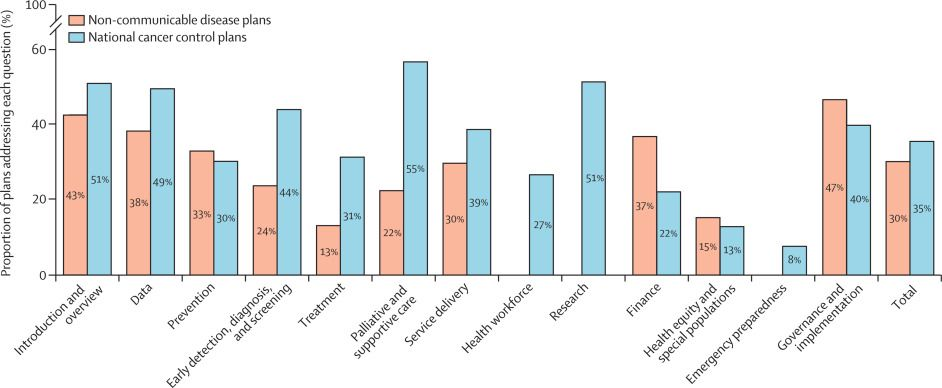 Proportion of plans addressing each question (%)
100
60
40
20
0
Non-communicable disease plans
National cancer control plans
43%
51%
38%
49%
33%
30%
24%
44%
13%
31%
22%
55%
30%
39%
27%
51%
37%
22%
15%
13%
8%
47%
40%
30%
35%
Introduction and
overview
Data
Prevention
Early detection, diagnosis,
and screening
Treatment
Palliative and
supportive care
Service delivery
Health workforce
Research
Finance
Health equity and
special populations
Emergency preparedness
Governance and
implementation
Total